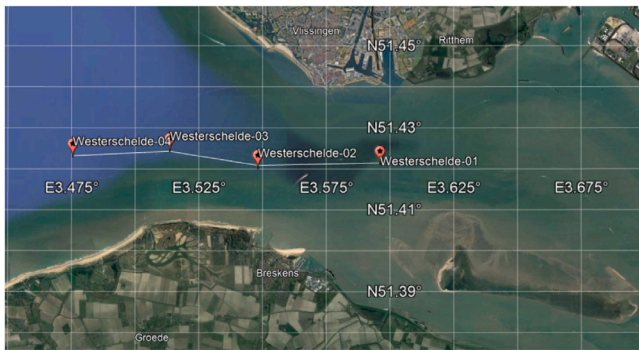 Vlissingen
Ritthem
N51.45°
N51.43°
Westerschelde-04
Westerschelde-03
Westerschelde-02
Westerschelde-01
E3.475°
E3.525°
E3.575°
E3.625°
E3.675°
N51.41°
Breskens
N51.39°
Groede